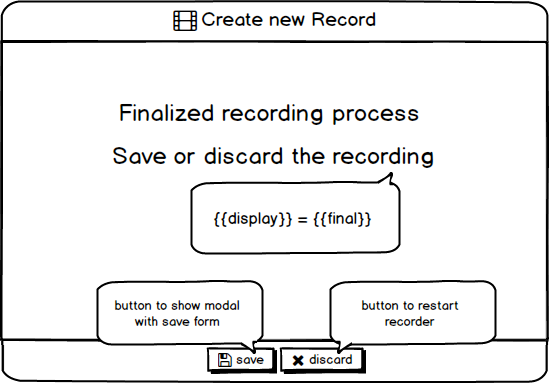 Create new Record
Finalized recording process
Save or discard the recording
{{display}} = {{final}}
button to show modal
with save form
button to restart
recorder
save
discard